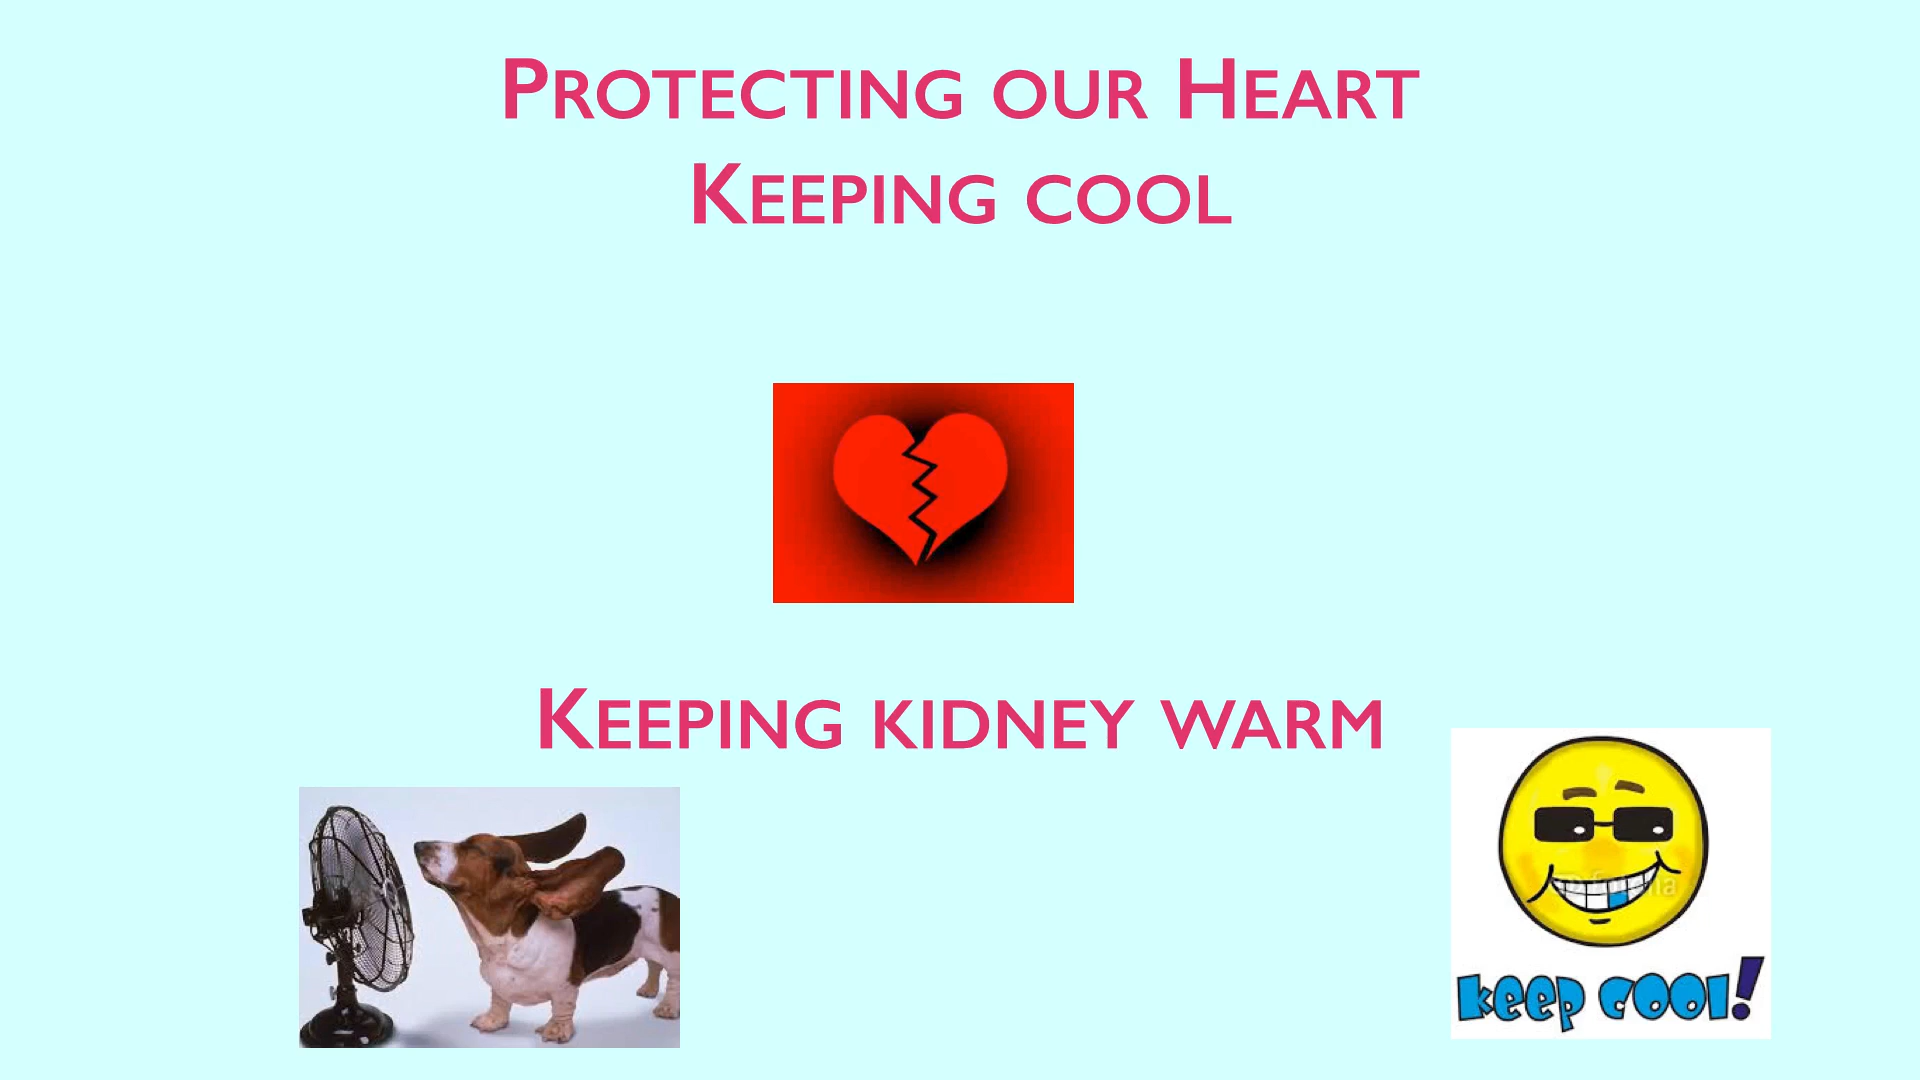 Protecting our Heart
Keeping cool
Keeping kidney warm
keep cool!